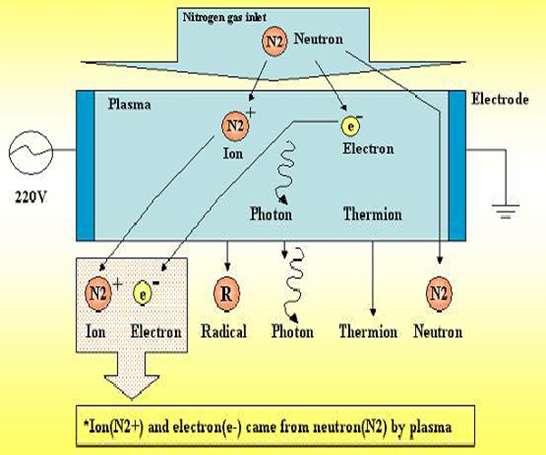 Nitrogen gas inlet
N2 Neutron
Plasma
Electrode
N2 +
Ion
e -
Electron
220V
Photon Thermion
N2 + e - R N2
Ion Electron Radical Photon Thermion Neutron
*Ion(N2+) and electron(e-) came from neutron(N2) by plasma